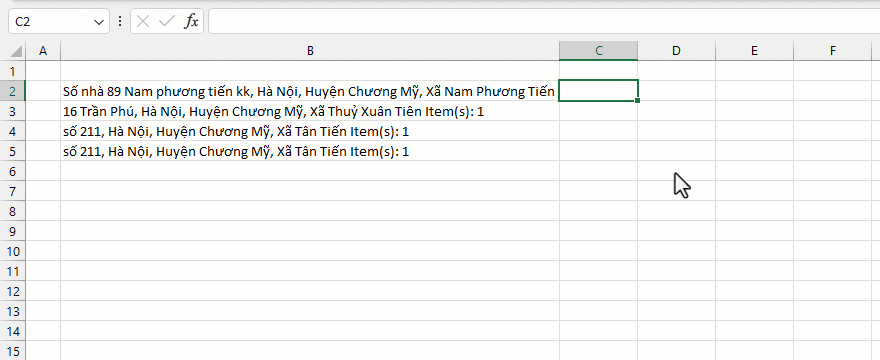 C2 fx
A B C D E F
1
2 Số nhà 89 Nam phương tiến kk, Hà Nội, Huyện Chương Mỹ, Xã Nam Phương Tiến
3 16 Trần Phú, Hà Nội, Huyện Chương Mỹ, Xã Thuỷ Xuân Tiên Item(s): 1
4 số 211, Hà Nội, Huyện Chương Mỹ, Xã Tân Tiến Item(s): 1
5 số 211, Hà Nội, Huyện Chương Mỹ, Xã Tân Tiến Item(s): 1
6
7
8
9
10
11
12
13
14
15